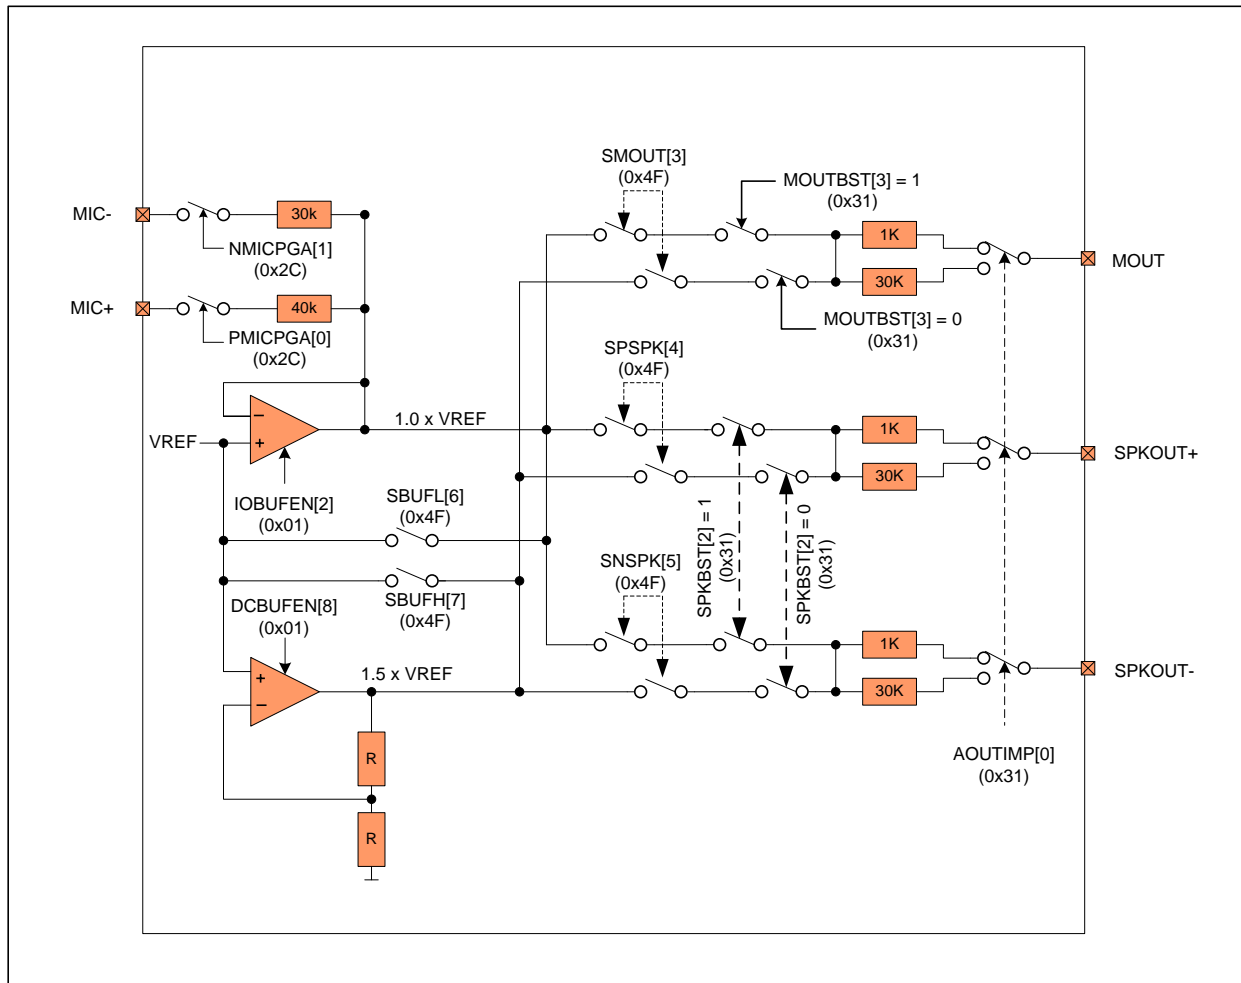 SMOUT[3]
(0x4F)
MOUTBST[3] = 1
(0x31)
MIC-
30k
NMICPGA[1]
(0x2C)
1K
MOUT
30K
MIC+
40k
PMICPGA[0]
(0x2C)
MOUTBST[3] = 0
(0x31)
SPSPK[4]
(0x4F)
1.0 x VREF
1K
VREF
SPKOUT+
30K
IOBUFEN[2]
(0x01)
SBUFL[6]
(0x4F)
SPKBST[2] = 1
(0x31)
SPKBST[2] = 0
(0x31)
SNSPK[5]
(0x4F)
SBUFH[7]
(0x4F)
DCBUFEN[8]
(0x01)
1K
1.5 x VREF
SPKOUT-
30K
R
AOUTIMP[0]
(0x31)
R